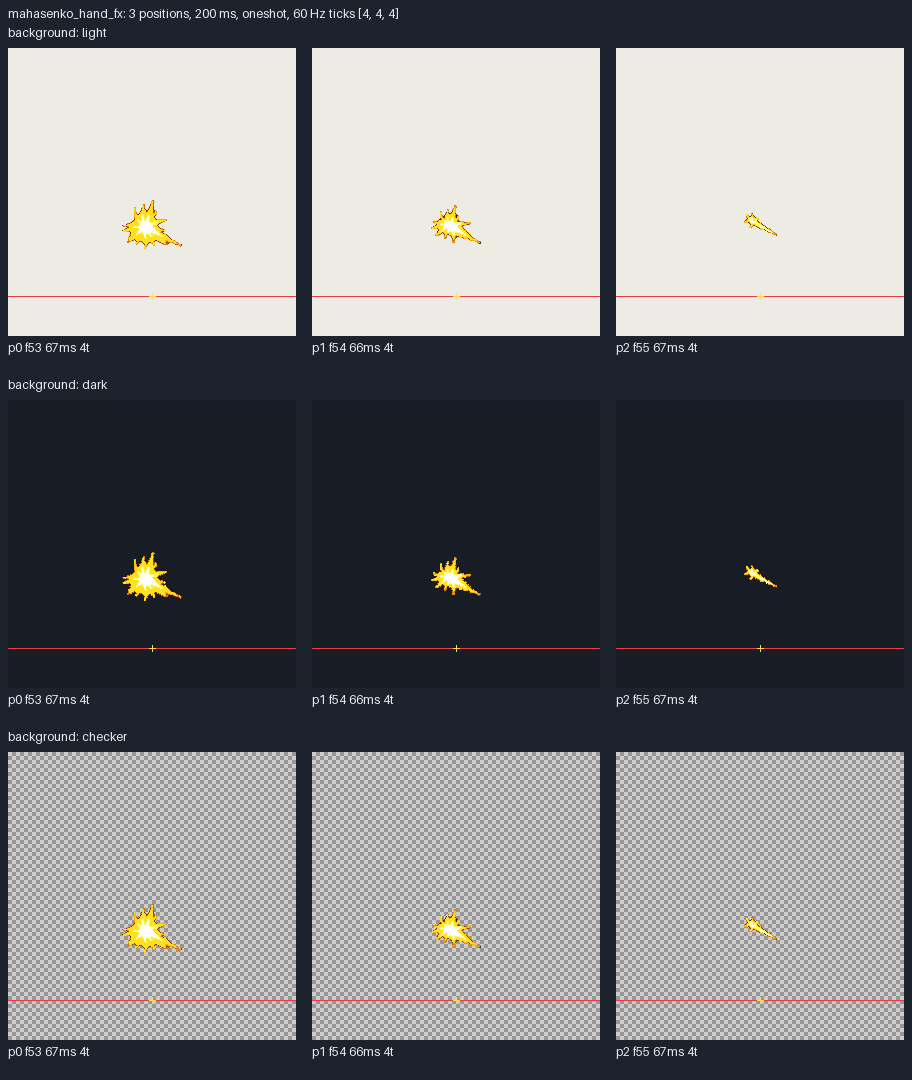 mahasenko_hand_fx: 3 positions, 200 ms, oneshot, 60 Hz ticks [4, 4, 4]
background: light
p0 f53 67ms 4t
p1 f54 66ms 4t
p2 f55 67ms 4t
background: dark
p0 f53 67ms 4t
p1 f54 66ms 4t
p2 f55 67ms 4t
background: checker
p0 f53 67ms 4t
p1 f54 66ms 4t
p2 f55 67ms 4t